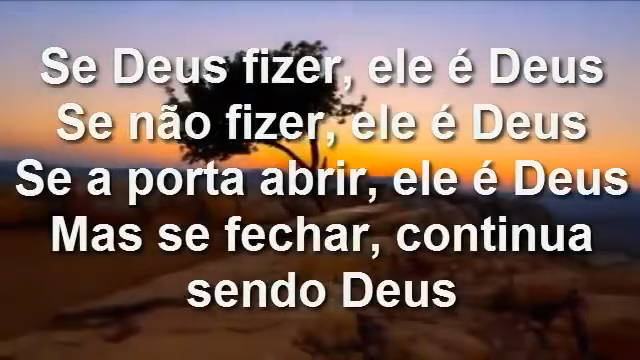 Se Deus fizer, ele é Deus
Se não fizer, ele é Deus
Se a porta abrir, ele é Deus
Mas se fechar, continua
sendo Deus